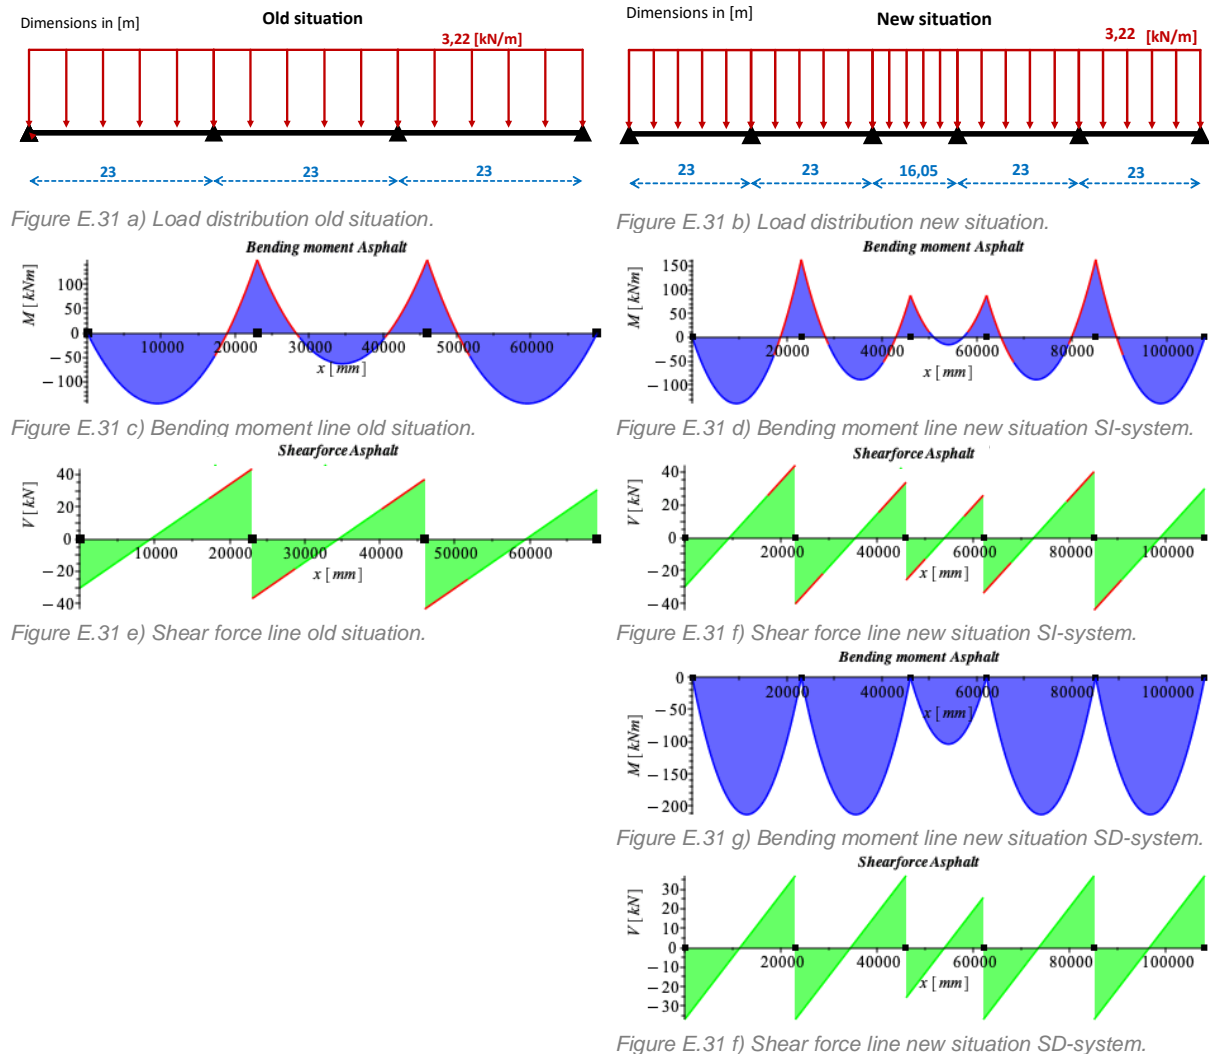 Dimensions in [m]
Old situation
3,22 [kN/m]
23
23
23
Figure E.31 a) Load distribution old situation.
Dimensions in [m]
New situation
3,22 [kN/m]
23
23
16,05
23
23
Figure E.31 b) Load distribution new situation.
Bending moment Asphalt
M [ kNm]
100
50
0
−50
−100
10000
20000
30000
40000
50000
60000
x [ mm]
Figure E.31 c) Bending moment line old situation.
Bending moment Asphalt
M [ kNm]
150
100
50
0
−50
−100
20000
40000
60000
80000
100000
x [ mm]
Figure E.31 d) Bending moment line new situation SI-system.
Shearforce Asphalt
V [ kN]
40
20
0
−20
−40
10000
20000
30000
40000
50000
60000
x [ mm]
Figure E.31 e) Shear force line old situation.
Shearforce Asphalt
V [ kN]
40
20
0
−20
−40
20000
40000
60000
80000
100000
x [ mm]
Figure E.31 f) Shear force line new situation SI-system.
Bending moment Asphalt
M [ kNm]
0
−50
−100
−150
−200
20000
40000
60000
80000
100000
x [ mm]
Figure E.31 g) Bending moment line new situation SD-system.
Shearforce Asphalt
V [ kN]
30
20
10
0
−10
−20
−30
20000
40000
60000
80000
100000
x [ mm]
Figure E.31 f) Shear force line new situation SD-system.